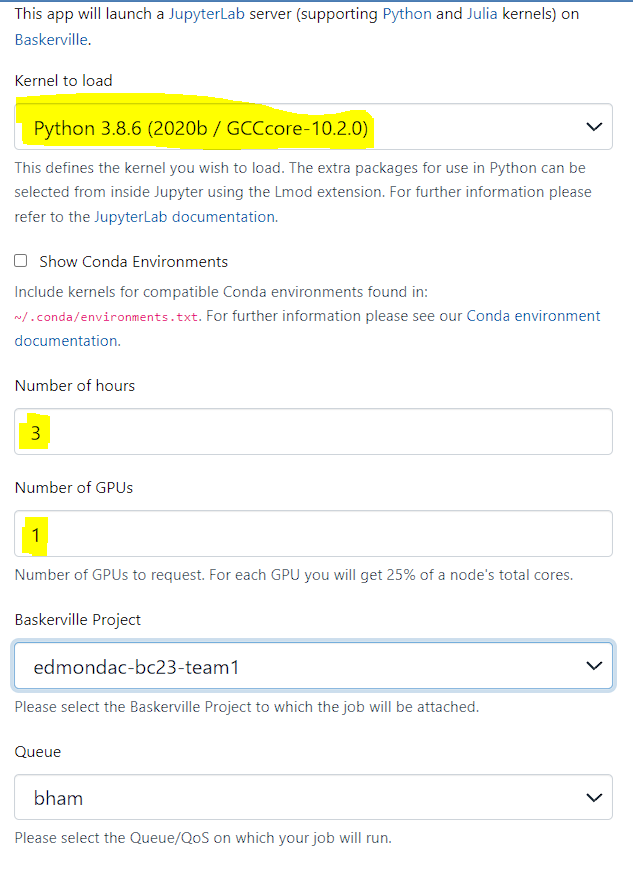 This app will launch a JupyterLab server (supporting Python and Julia kernels) on
Baskerville.
Kernel to load
Python 3.8.6 (2020b / GCCcore-10.2.0)
This defines the kernel you wish to load. The extra packages for use in Python can be
selected from inside Jupyter using the Lmod extension. For further information please
refer to the JupyterLab documentation.
Show Conda Environments
Include kernels for compatible Conda environments found in:
~/.conda/environments.txt. For further information please see our Conda environment
documentation.
Number of hours
3
Number of GPUs
1
Number of GPUs to request. For each GPU you will get 25% of a node's total cores.
Baskerville Project
edmondac-bc23-team1
Please select the Baskerville Project to which the job will be attached.
Queue
bham
Please select the Queue/QoS on which your job will run.